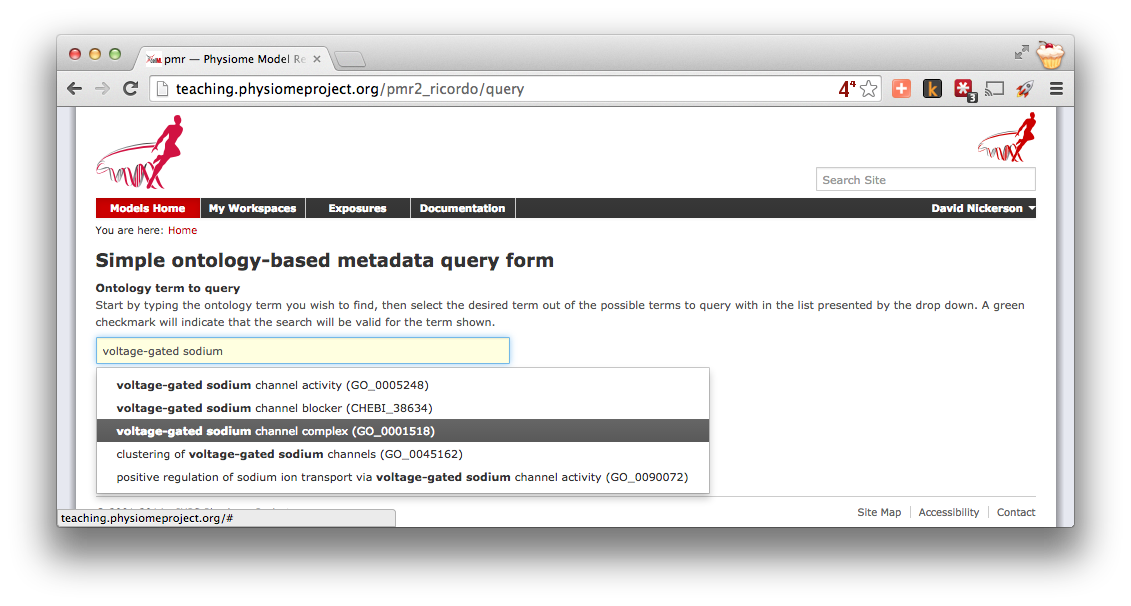 pmr — Physiome Model Re
teaching.physiomeproject.org/pmr2_ricordo/query
4⁴
k
3
Search Site
Models Home My Workspaces Exposures Documentation David Nickerson
You are here: Home
Simple ontology-based metadata query form
Ontology term to query
Start by typing the ontology term you wish to find, then select the desired term out of the possible terms to query with in the list presented by the drop down. A green
checkmark will indicate that the search will be valid for the term shown.
voltage-gated sodium
voltage-gated sodium channel activity (GO_0005248)
voltage-gated sodium channel blocker (CHEBI_38634)
voltage-gated sodium channel complex (GO_0001518)
clustering of voltage-gated sodium channels (GO_0045162)
positive regulation of sodium ion transport via voltage-gated sodium channel activity (GO_0090072)
Site Map Accessibility Contact
teaching.physiomeproject.org/#